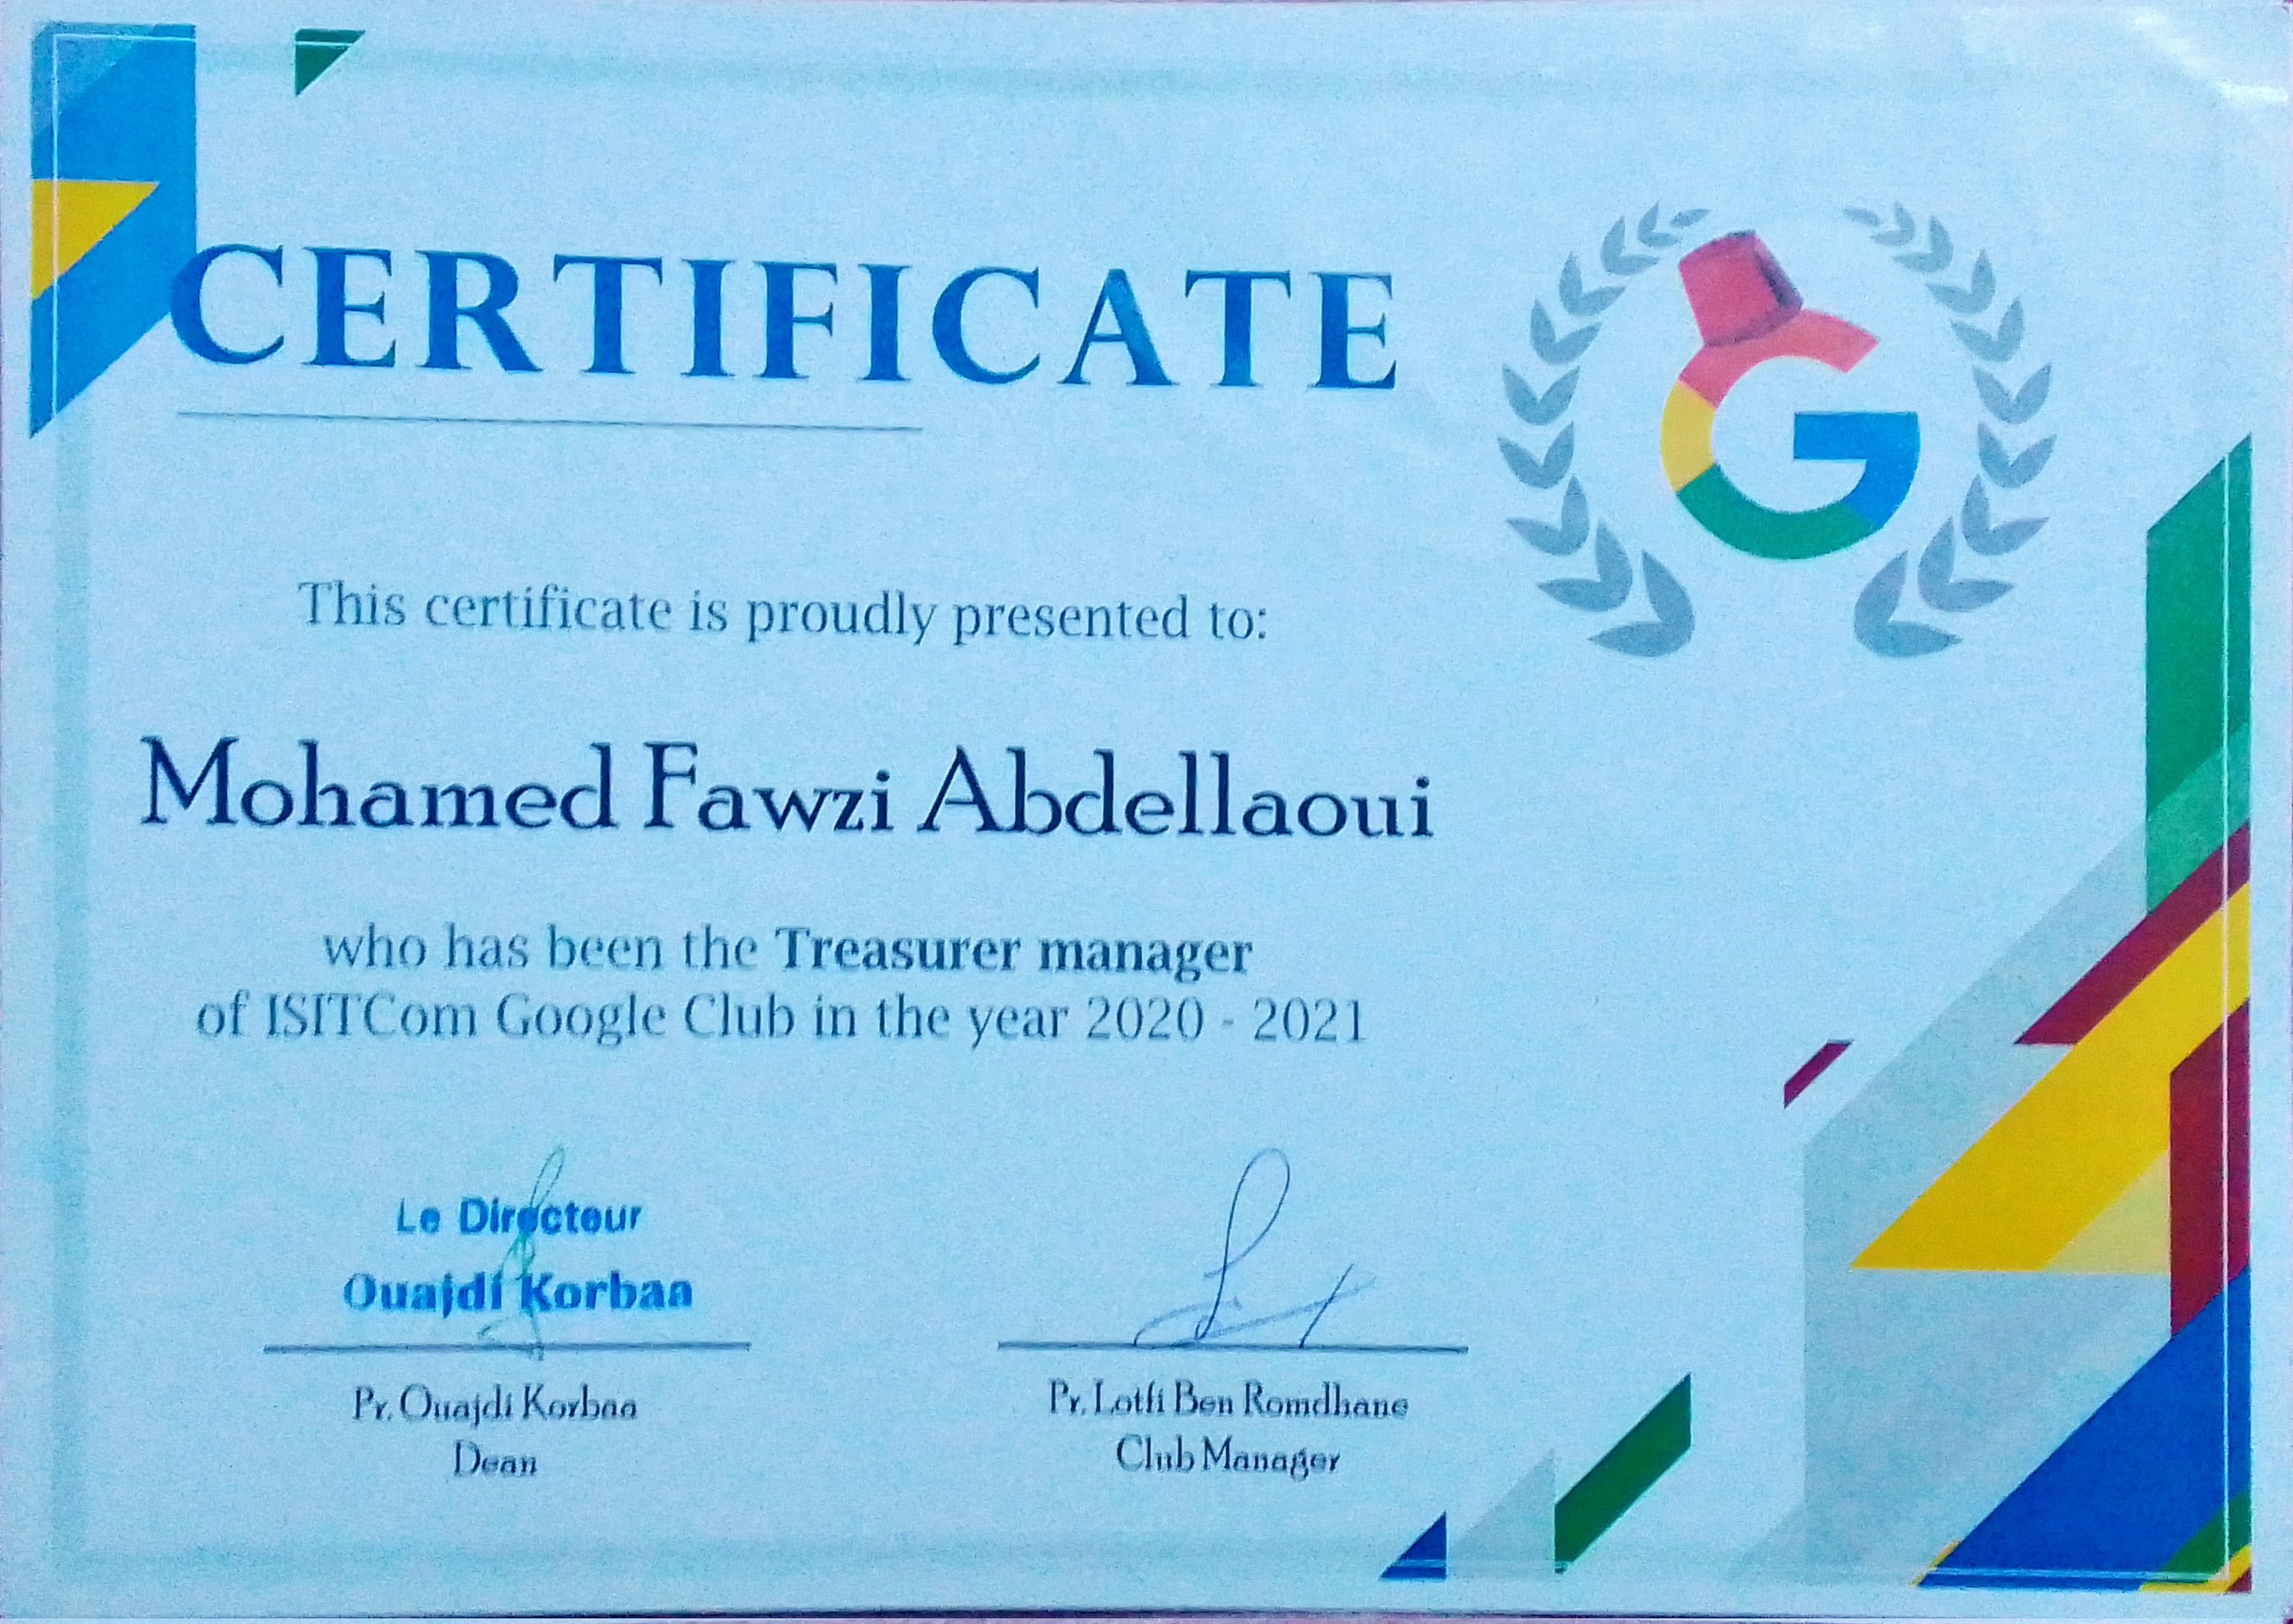 CERTIFICATE
This certificate is proudly presented to:
Mohamed Fawzi Abdellaoui
who has been the Treasurer manager
of ISITCom Google Club in the year 2020 - 2021
Le Directeur
Ouajdi Korbaa
Pr. Ouajdi Korbaa
Dean
Pr. Lotfi Ben Romdhane
Club Manager